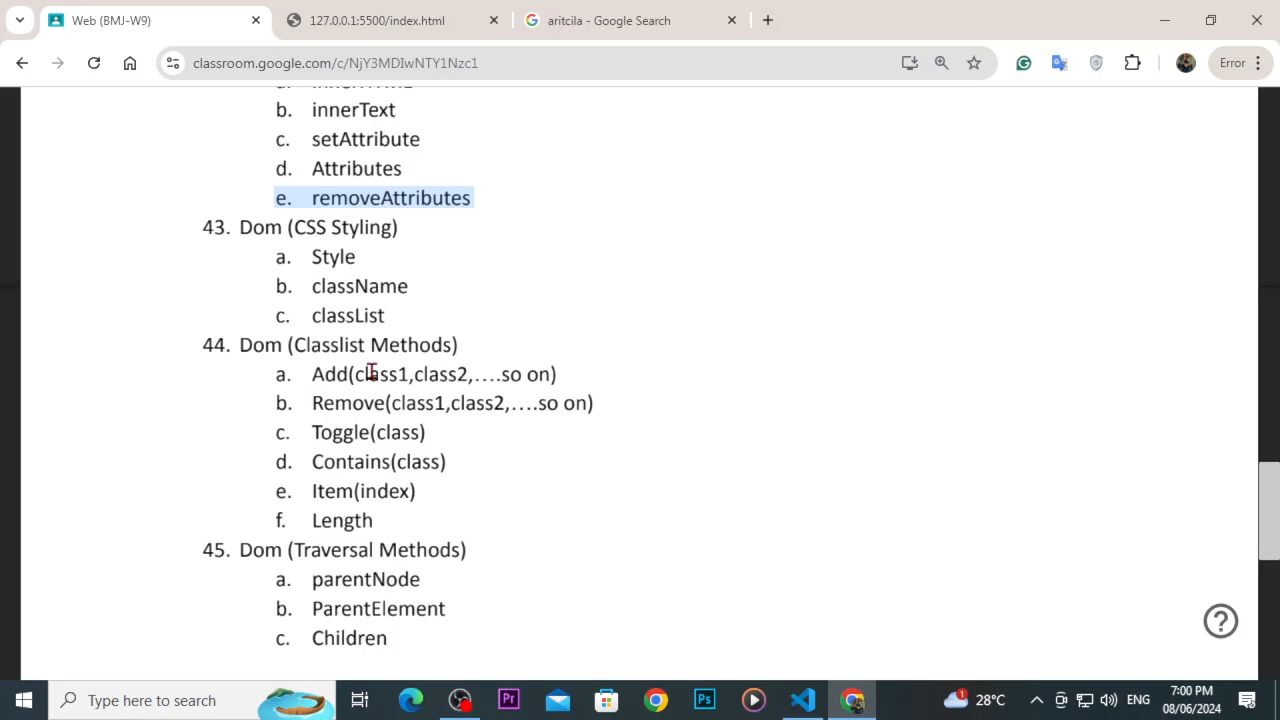 Web (BMJ-W9)
127.0.0.1:5500/index.html
aritcila - Google Search
classroom.google.com/c/NjY3MDIwNTY1Nzc1
Error
b. innerText
c. setAttribute
d. Attributes
e. removeAttributes
43. Dom (CSS Styling)
a. Style
b. className
c. classList
44. Dom (Classlist Methods)
a. Add(class1,class2,….so on)
b. Remove(class1,class2,….so on)
c. Toggle(class)
d. Contains(class)
e. Item(index)
f. Length
45. Dom (Traversal Methods)
a. parentNode
b. ParentElement
c. Children
Type here to search
Pr
Ps
1
28°C
ENG
7:00 PM
08/06/2024